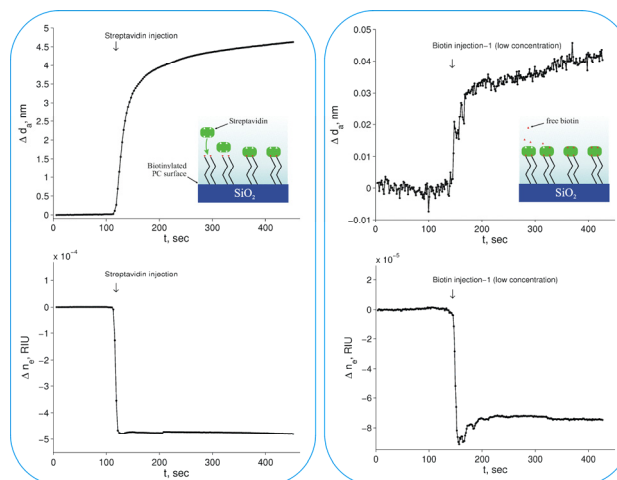 Streptavidin injection
Δ dₐ, nm
5
4.5
4
3.5
3
2.5
2
1.5
1
0.5
0
0
100
200
300
400
t, sec
Streptavidin
Biotinylated
PC surface
SiO₂
Biotin injection−1 (low concentration)
Δ dₐ, nm
0.05
0.04
0.03
0.02
0.01
0
−0.01
0
100
200
300
400
t, sec
free biotin
SiO₂
x 10⁻⁴
Streptavidin injection
Δ nₑ, RIU
1
0
−1
−2
−3
−4
−5
0
100
200
300
400
t, sec
x 10⁻⁵
Biotin injection−1 (low concentration)
Δ nₑ, RIU
2
0
−2
−4
−6
−8
0
100
200
300
400
t, sec